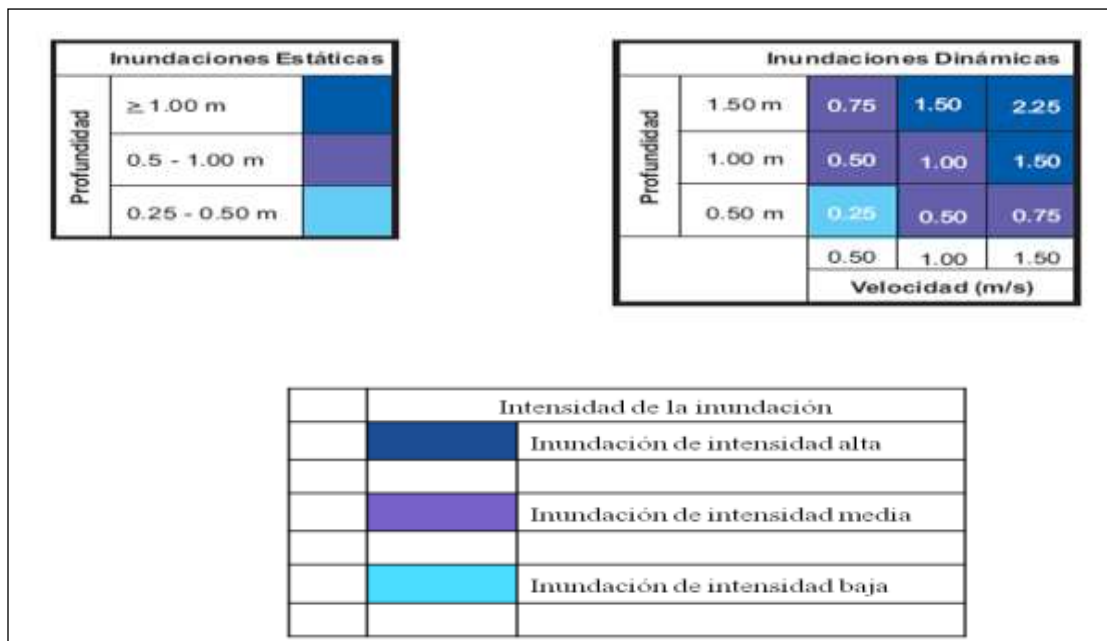 Inundaciones Estáticas
Profundidad
≥ 1.00 m
0.5 - 1.00 m
0.25 - 0.50 m
Inundaciones Dinámicas
Profundidad
1.50 m 0.75 1.50 2.25
1.00 m 0.50 1.00 1.50
0.50 m 0.25 0.50 0.75
0.50 1.00 1.50
Velocidad (m/s)
Intensidad de la inundación
Inundación de intensidad alta
Inundación de intensidad media
Inundación de intensidad baja